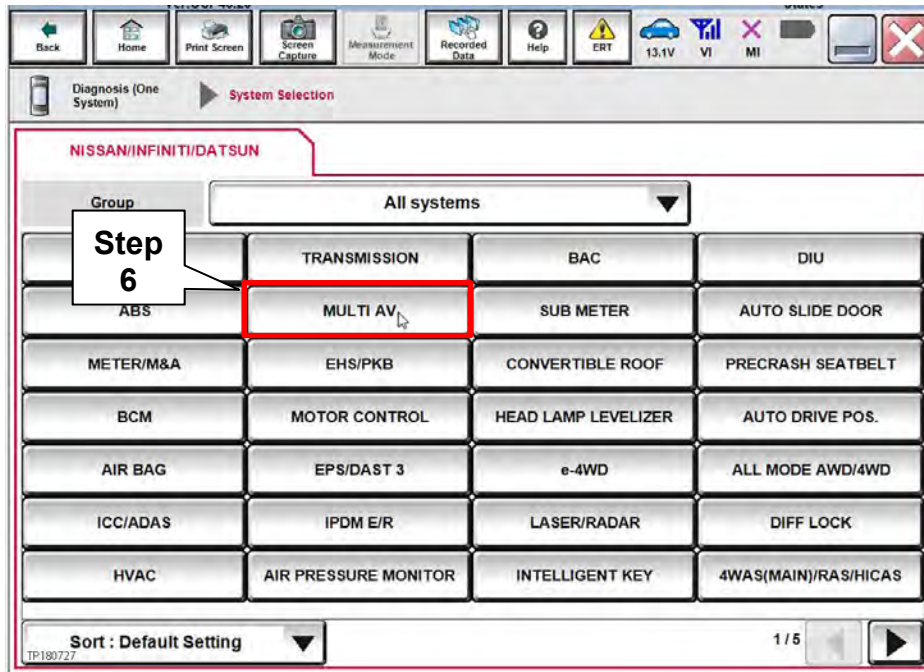 Back
Home
Print Screen
Screen
Capture
Measurement
Mode
Recorded
Data
Help
ERT
13.1V
VI
MI
Diagnosis (One
System)
System Selection
NISSAN/INFINITI/DATSUN
Group
All systems
Step
6
TRANSMISSION
BAC
DIU
ABS
MULTI AV
SUB METER
AUTO SLIDE DOOR
METER/M&A
EHS/PKB
CONVERTIBLE ROOF
PRECRASH SEATBELT
BCM
MOTOR CONTROL
HEAD LAMP LEVELIZER
AUTO DRIVE POS.
AIR BAG
EPS/DAST 3
e-4WD
ALL MODE AWD/4WD
ICC/ADAS
IPDM E/R
LASER/RADAR
DIFF LOCK
HVAC
AIR PRESSURE MONITOR
INTELLIGENT KEY
4WAS(MAIN)/RAS/HICAS
Sort : Default Setting
1/5
TP180727